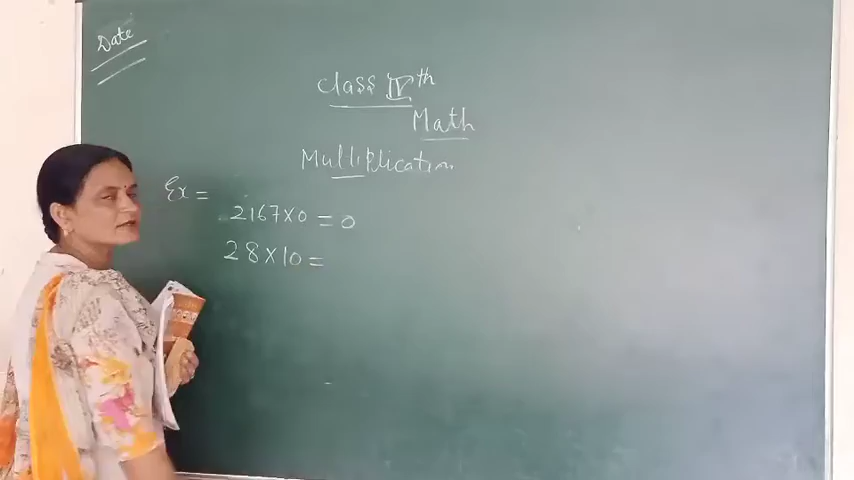 Date
Class IVth
Math
Multiplication
Ex =
2167×0 = 0
28×10 =